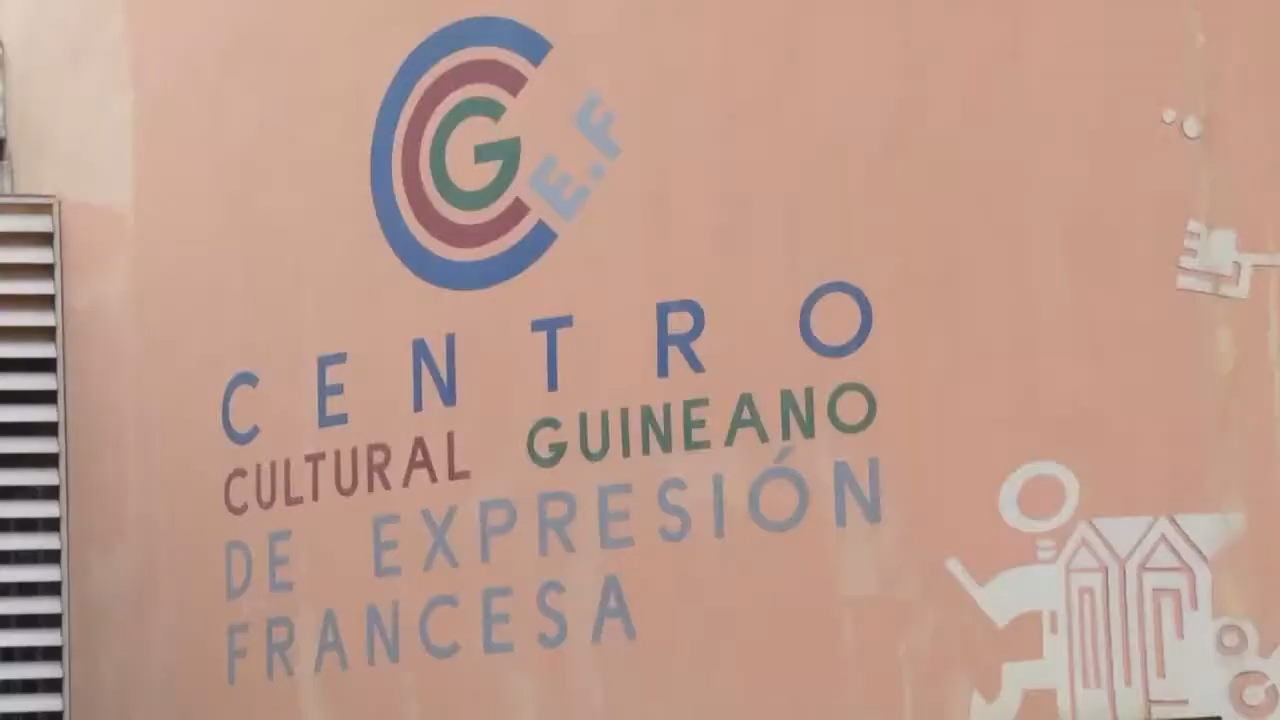 CCG E.F
CENTRO
CULTURAL GUINEANO
DE EXPRESIÓN
FRANCESA